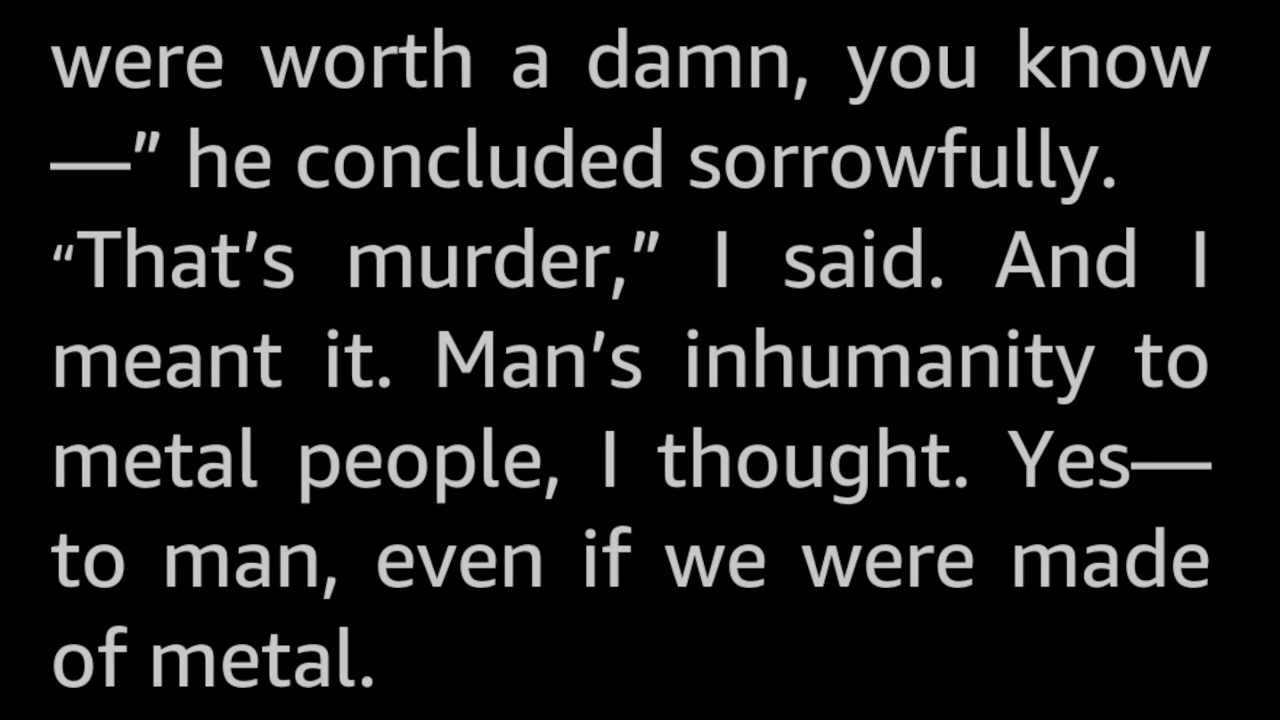 were worth a damn, you know
—” he concluded sorrowfully.
“That’s murder,” I said. And I
meant it. Man’s inhumanity to
metal people, I thought. Yes—
to man, even if we were made
of metal.